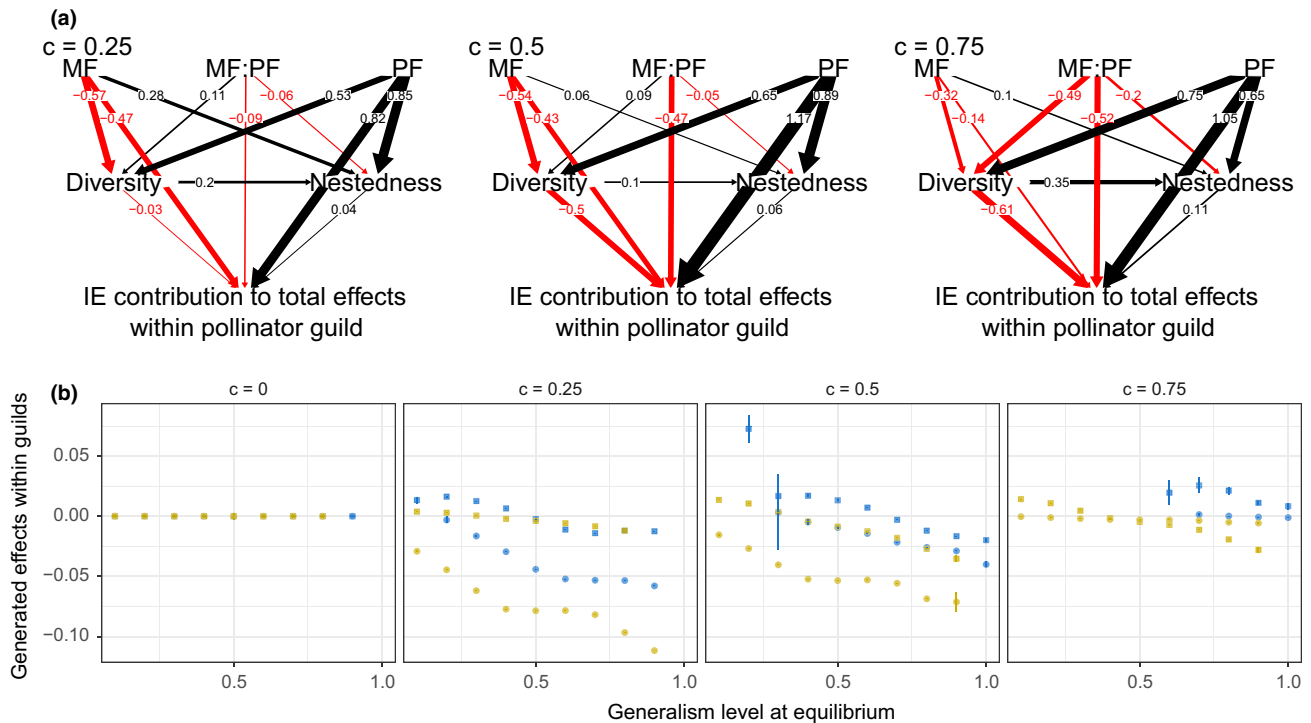 (a)
c = 0.25
MF MF:PF PF
−0.57 0.28 0.11 −0.06 0.53 0.85
−0.47 −0.09 0.82
Diversity 0.2 Nestedness
−0.03 0.04
IE contribution to total effects
within pollinator guild
c = 0.5
MF MF:PF PF
−0.54 0.06 0.09 −0.05 0.65 0.89
−0.43 −0.47 1.17
Diversity 0.1 Nestedness
−0.5 0.06
IE contribution to total effects
within pollinator guild
c = 0.75
MF MF:PF PF
−0.32 0.1 −0.49 −0.2 0.75 0.65
−0.14 −0.52 1.05
Diversity 0.35 Nestedness
−0.61 0.11
IE contribution to total effects
within pollinator guild
(b)
c = 0 c = 0.25 c = 0.5 c = 0.75
Generated effects within guilds
0.05
0.00
−0.05
−0.10
0.5 1.0 0.5 1.0 0.5 1.0 0.5 1.0
Generalism level at equilibrium